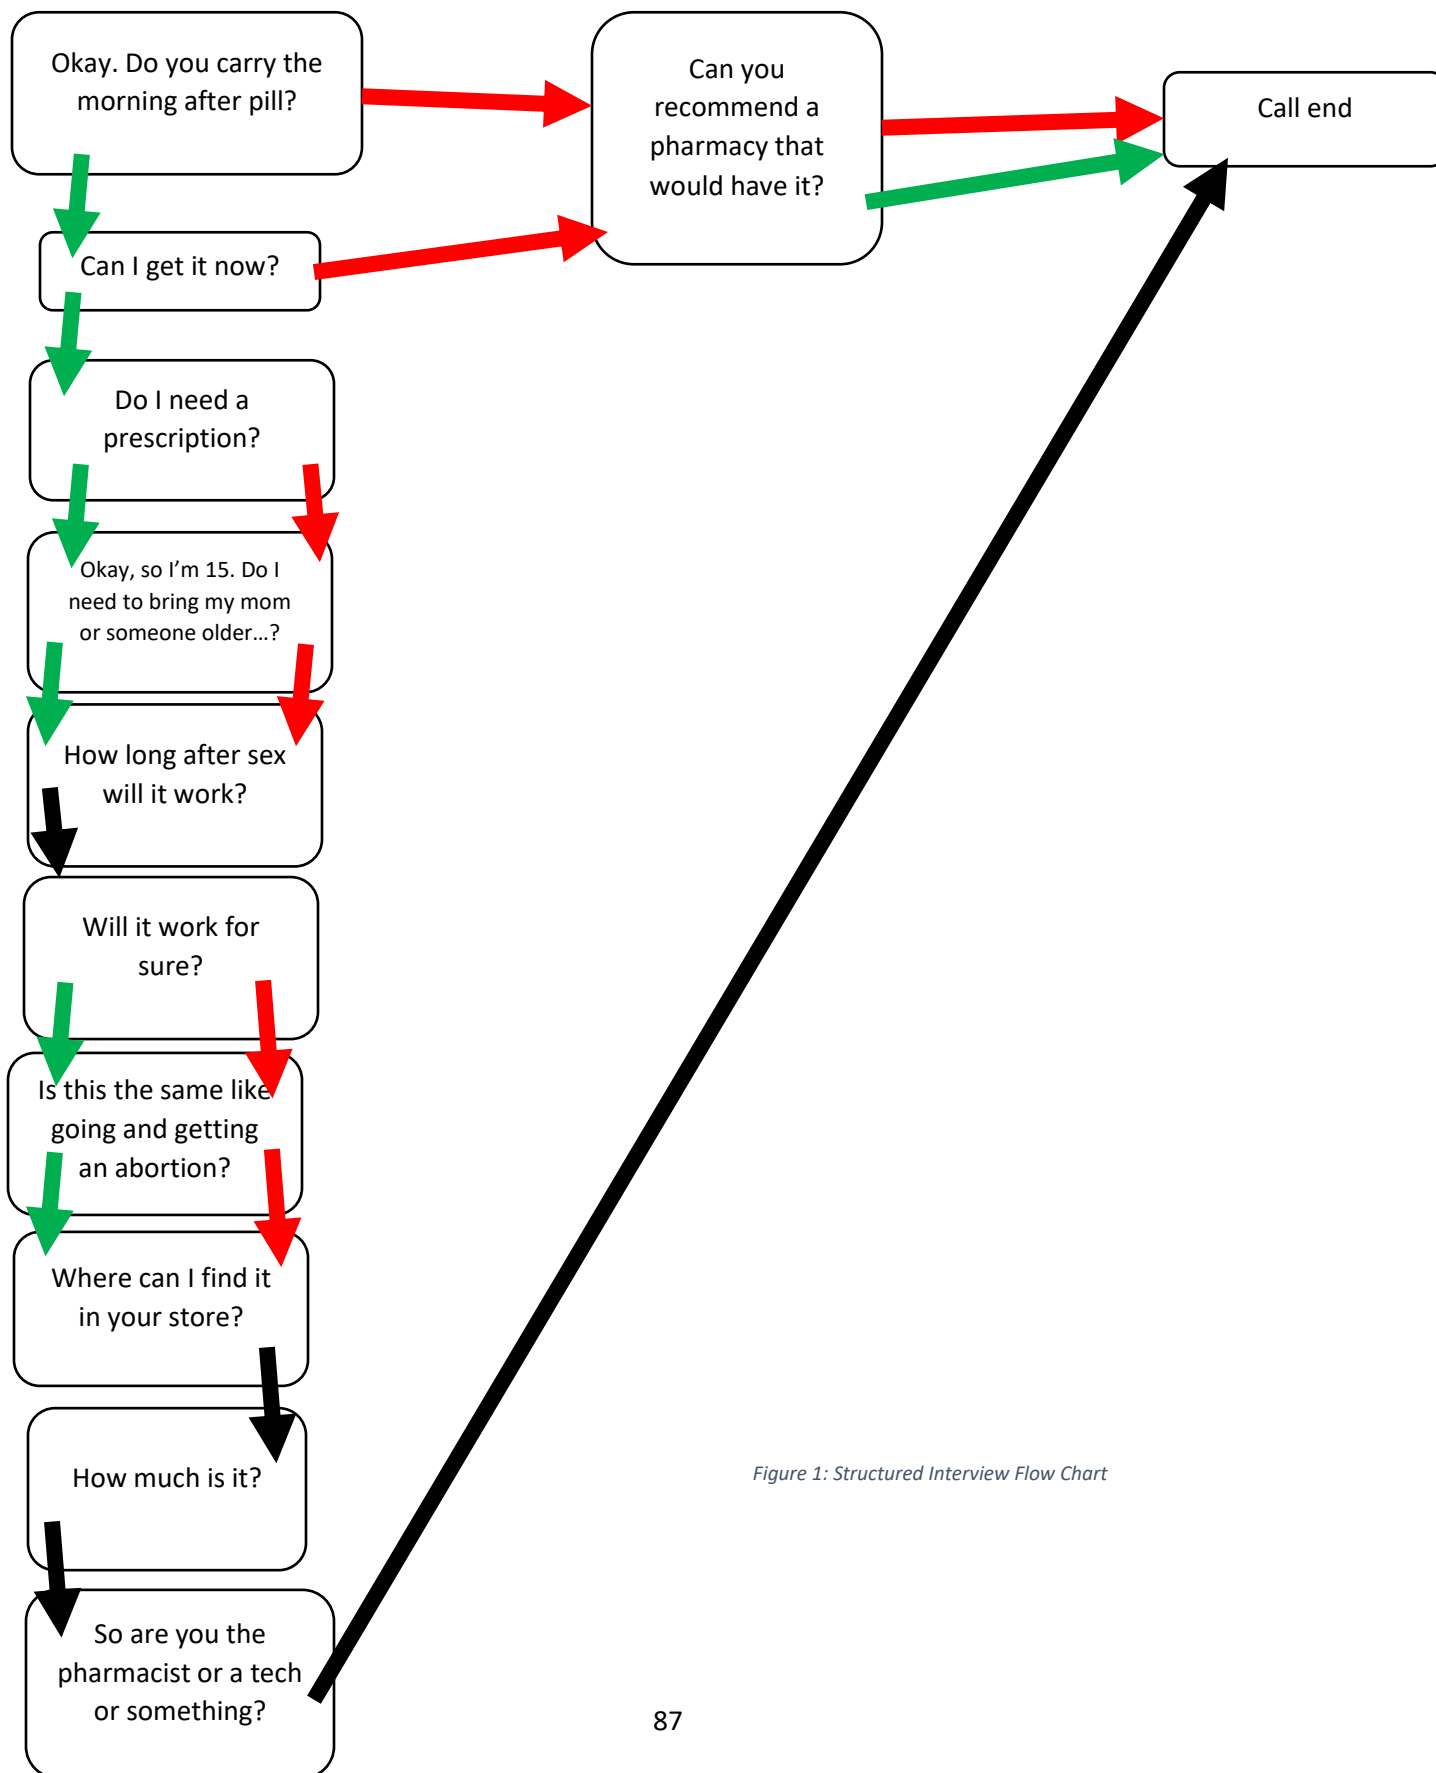 Okay. Do you carry the
morning after pill?
Can you
recommend a
pharmacy that
would have it?
Call end
Can I get it now?
Do I need a
prescription?
Okay, so I’m 15. Do I
need to bring my mom
or someone older…?
How long after sex
will it work?
Will it work for
sure?
Is this the same like
going and getting
an abortion?
Where can I find it
in your store?
How much is it?
Figure 1: Structured Interview Flow Chart
So are you the
pharmacist or a tech
or something?
87